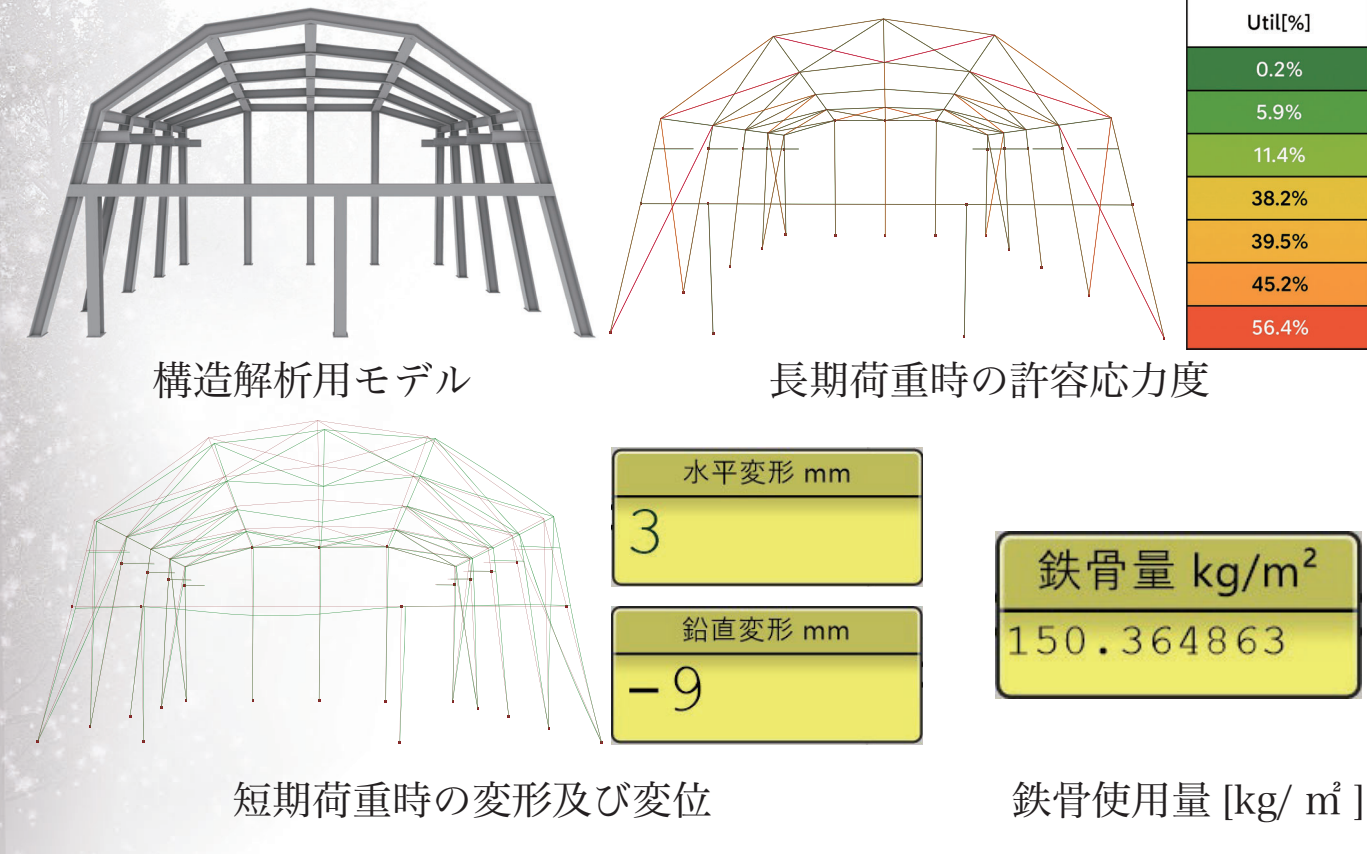 Util[%]
0.2%
5.9%
11.4%
38.2%
39.5%
45.2%
56.4%
構造解析用モデル
長期荷重時の許容応力度
水平変形 mm
3
鉛直変形 mm
-9
鉄骨量 kg/m²
150.364863
短期荷重時の変形及び変位
鉄骨使用量 [kg/ ㎡ ]